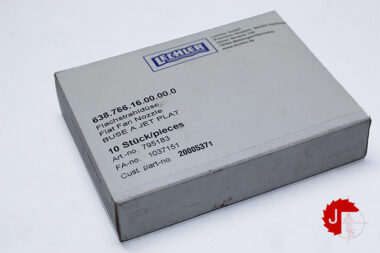 LECHLER
638.766.16.00.00.0
Flachstrahldüse
Flat Fan Nozzle
BUSE A JET PLAT
10 Stück/pieces
Art.-no. 795183
FA-no. 1037151
Cust. part-no 20005371
J